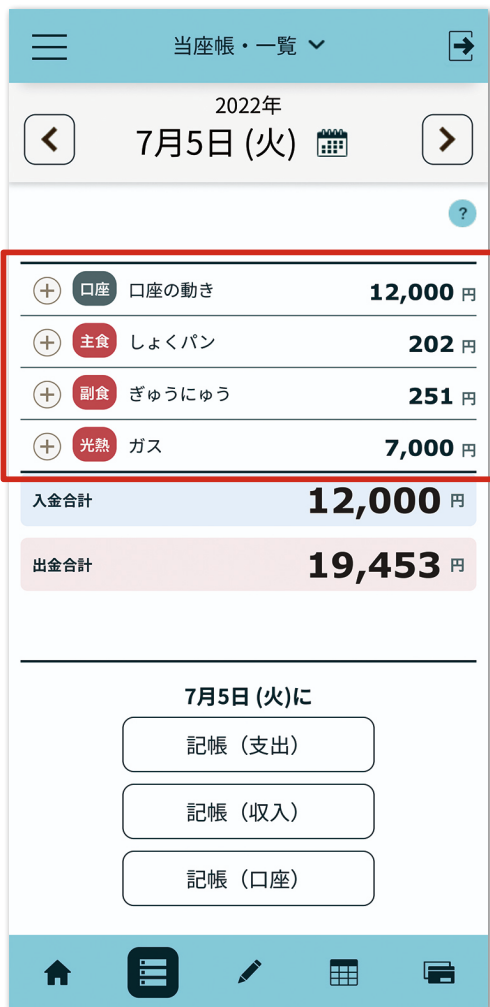 当座帳・一覧
2022年
7月5日 (火)
?
口座 口座の動き 12,000 円
主食 しょくパン 202 円
副食 ぎゅうにゅう 251 円
光熱 ガス 7,000 円
入金合計 12,000 円
出金合計 19,453 円
7月5日 (火)に
記帳（支出）
記帳（収入）
記帳（口座）